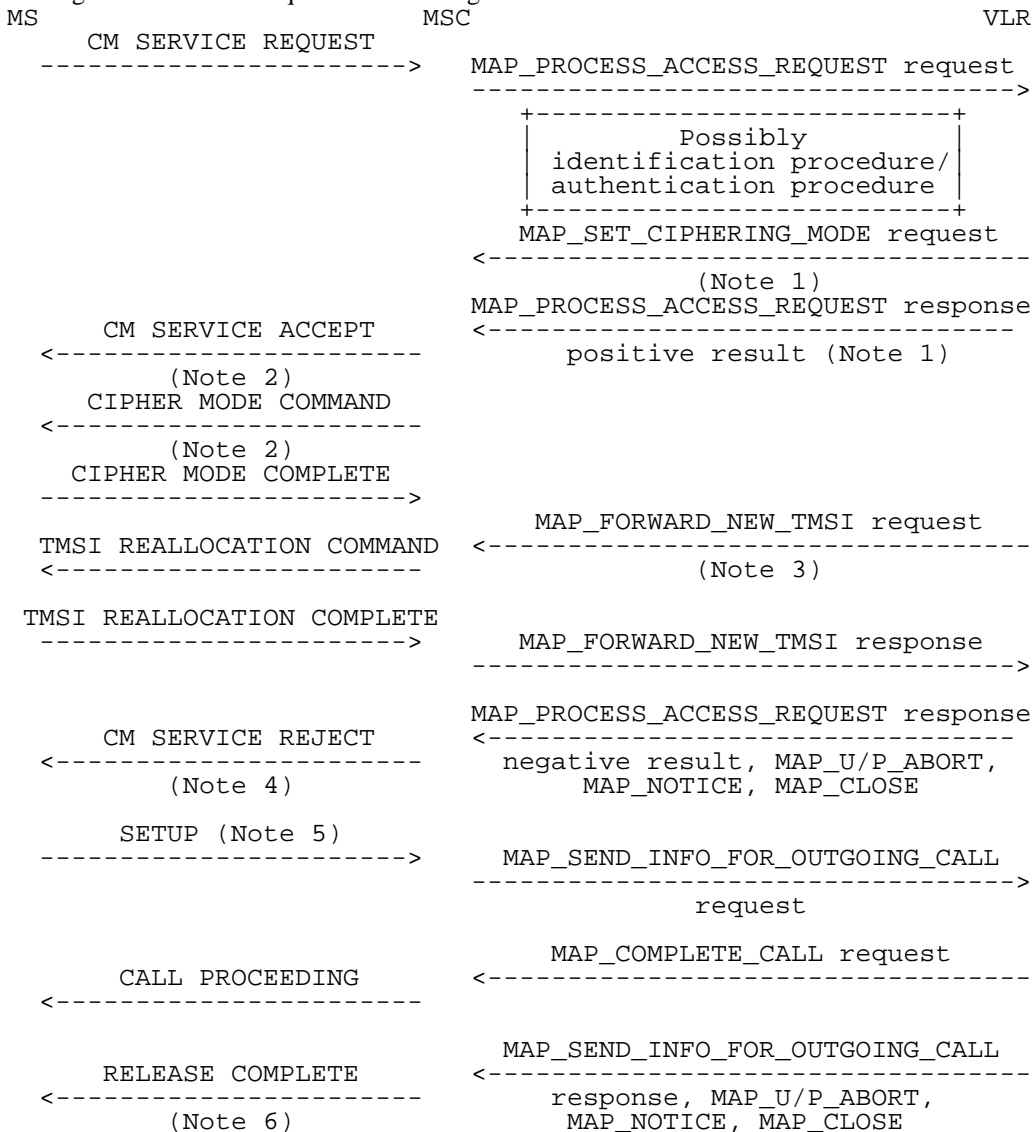 MS MSC VLR
CM SERVICE REQUEST
-----------------------> MAP_PROCESS_ACCESS_REQUEST request
---------------------------------->
+--------------------------+
| Possibly |
| identification procedure/|
| authentication procedure |
+--------------------------+
MAP_SET_CIPHERING_MODE request
<----------------------------------
(Note 1)
MAP_PROCESS_ACCESS_REQUEST response
CM SERVICE ACCEPT <---------------------------------
<----------------------- positive result (Note 1)
(Note 2)
CIPHER MODE COMMAND
<-----------------------
(Note 2)
CIPHER MODE COMPLETE
----------------------->
MAP_FORWARD_NEW_TMSI request
TMSI REALLOCATION COMMAND <----------------------------------
<----------------------- (Note 3)
TMSI REALLOCATION COMPLETE
-----------------------> MAP_FORWARD_NEW_TMSI response
---------------------------------->
MAP_PROCESS_ACCESS_REQUEST response
CM SERVICE REJECT <---------------------------------
<----------------------- negative result, MAP_U/P_ABORT,
(Note 4) MAP_NOTICE, MAP_CLOSE
SETUP (Note 5)
-----------------------> MAP_SEND_INFO_FOR_OUTGOING_CALL
---------------------------------->
request
MAP_COMPLETE_CALL request
CALL PROCEEDING <----------------------------------
<-----------------------
MAP_SEND_INFO_FOR_OUTGOING_CALL
RELEASE COMPLETE <----------------------------------
<----------------------- response, MAP_U/P_ABORT,
(Note 6) MAP_NOTICE, MAP_CLOSE